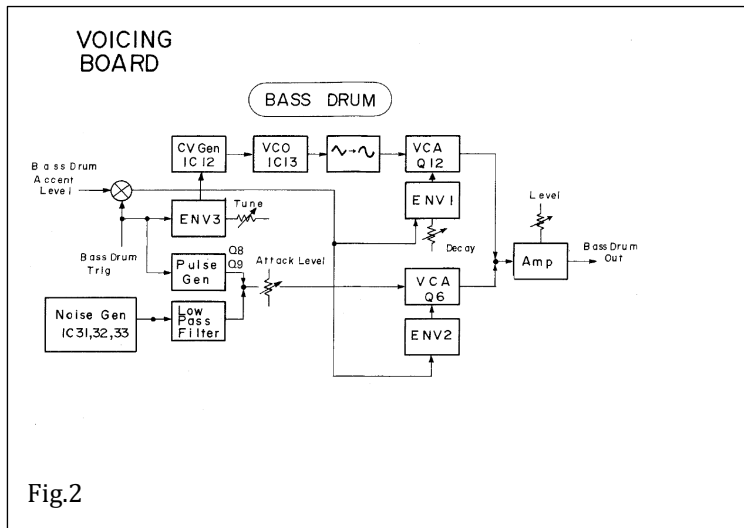 VOICING
BOARD
BASS DRUM
CV Gen
IC12
VCO
IC13
VCA
Q12
Bass Drum
Accent
Level
ENV3
Tune
ENV1
Decay
Level
Bass Drum
Trig
Pulse
Gen
Q8
Q9
Attack Level
VCA
Q6
Amp
Bass Drum
Out
Noise Gen
IC31,32,33
Low
Pass
Filter
ENV2
Fig.2